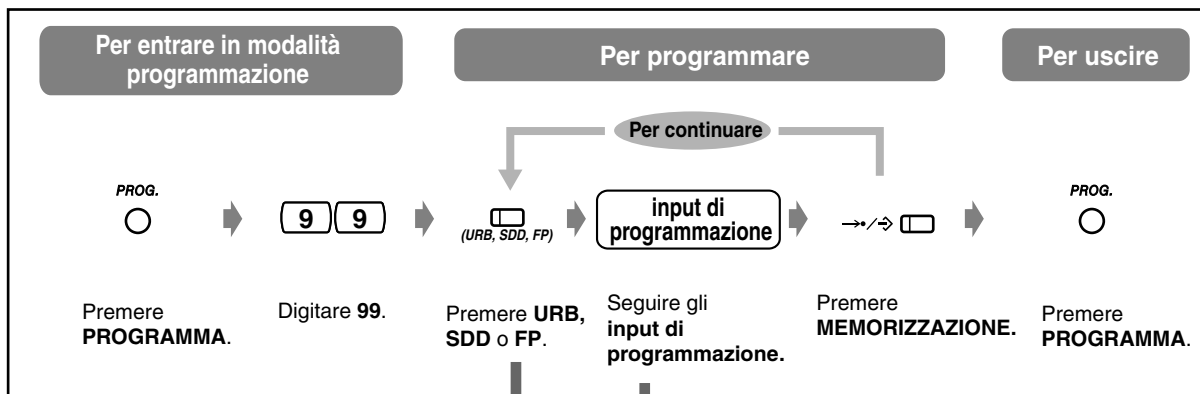 Per entrare in modalità
programmazione
Per programmare
Per uscire
Per continuare
PROG.
9 9
(URB, SDD, FP)
input di
programmazione
PROG.
Premere
PROGRAMMA.
Digitare 99.
Premere URB,
SDD o FP.
Seguire gli
input di
programmazione.
Premere
MEMORIZZAZIONE.
Premere
PROGRAMMA.